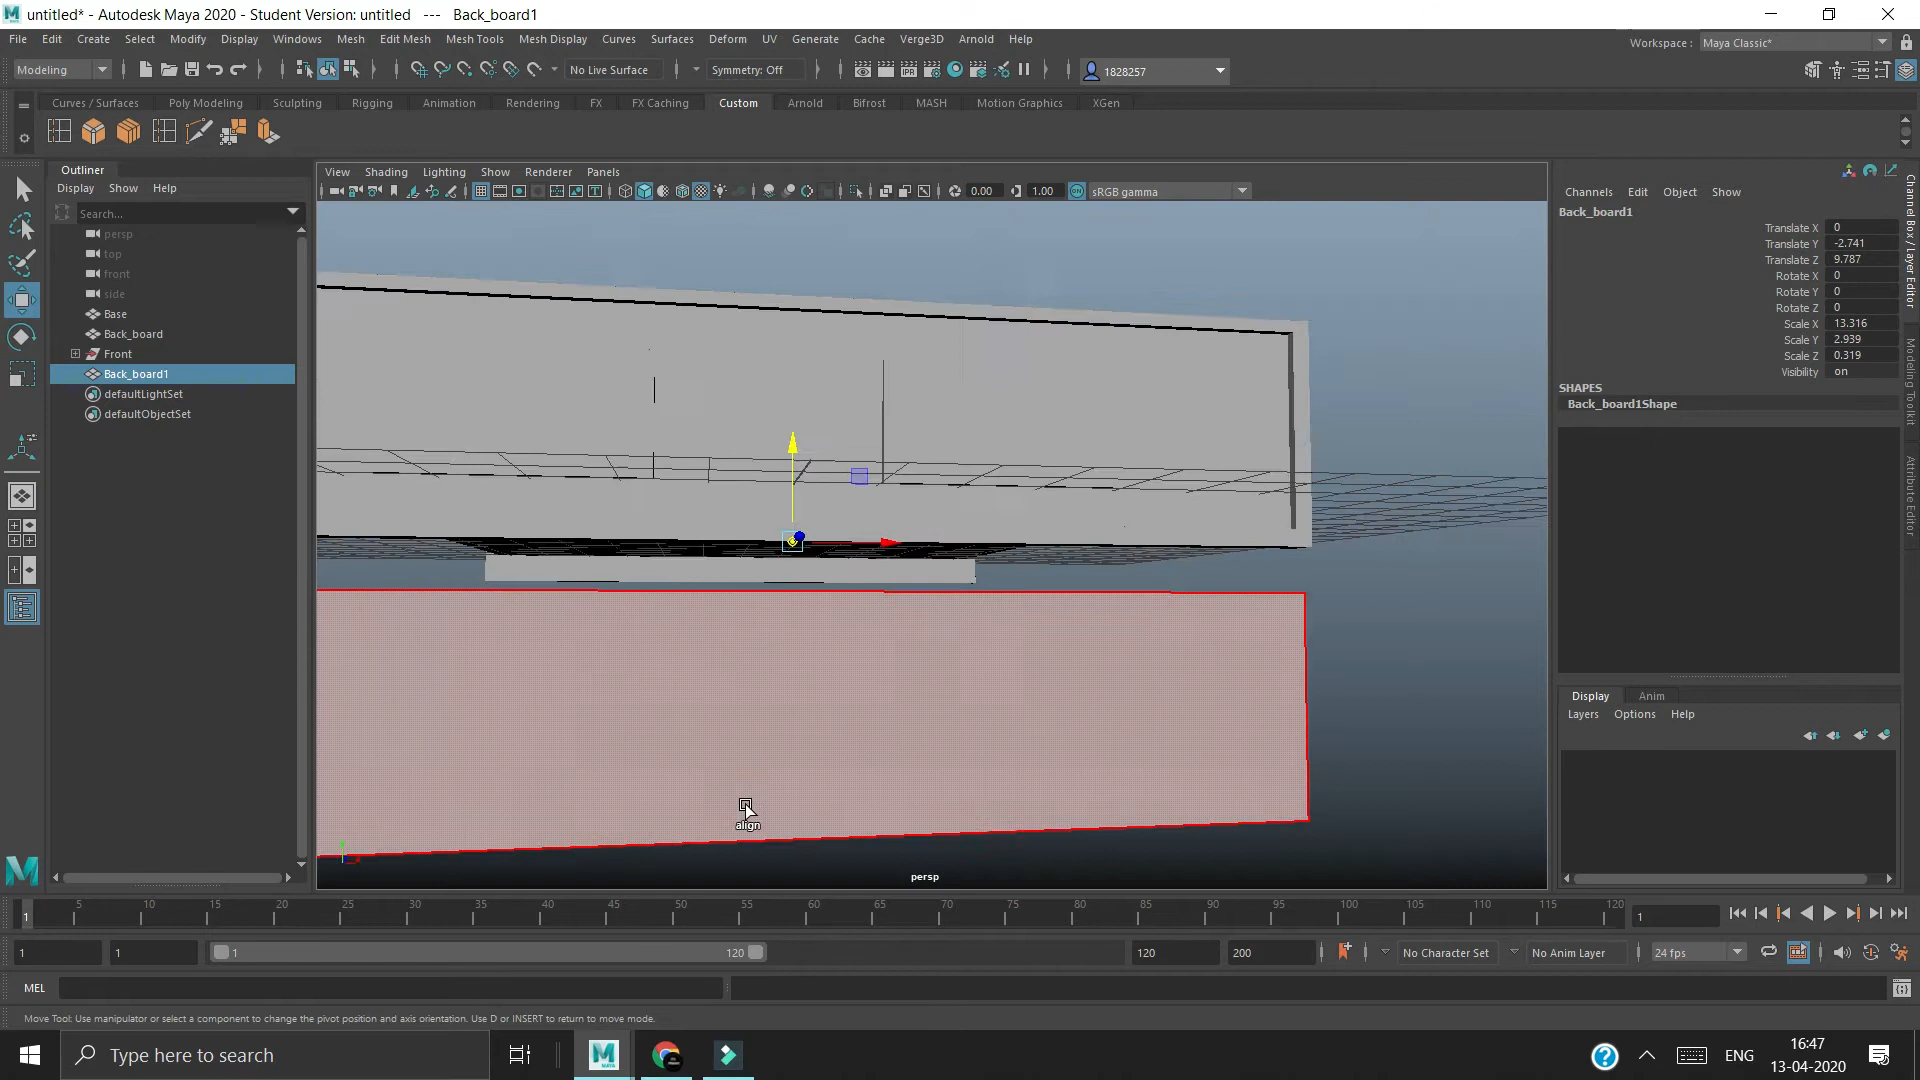 untitled* - Autodesk Maya 2020 - Student Version: untitled --- Back_board1
File Edit Create Select Modify Display Windows Mesh Edit Mesh Mesh Tools Mesh Display Curves Surfaces Deform UV Generate Cache Verge3D Arnold Help
Workspace : Maya Classic*
Modeling No Live Surface Symmetry: Off 1828257
Curves / Surfaces Poly Modeling Sculpting Rigging Animation Rendering FX FX Caching Custom Arnold Bifrost MASH Motion Graphics XGen
Outliner
Display Show Help
Search...
persp
top
front
side
Base
Back_board
Front
Back_board1
defaultLightSet
defaultObjectSet
View Shading Lighting Show Renderer Panels
0.00 1.00 ON sRGB gamma
align
persp
Channels Edit Object Show
Back_board1
Translate X 0
Translate Y -2.741
Translate Z 9.787
Rotate X 0
Rotate Y 0
Rotate Z 0
Scale X 13.316
Scale Y 2.939
Scale Z 0.319
Visibility on
SHAPES
Back_board1Shape
Channel Box / Layer Editor
Modeling Toolkit
Attribute Editor
Display Anim
Layers Options Help
1 5 10 15 20 25 30 35 40 45 50 55 60 65 70 75 80 85 90 95 100 105 110 115 120 1
1 1 1 120 120 200 No Character Set No Anim Layer 24 fps
MEL
Move Tool: Use manipulator or select a component to change the pivot position and axis orientation. Use D or INSERT to return to move mode.
Type here to search
ENG
16:47
13-04-2020